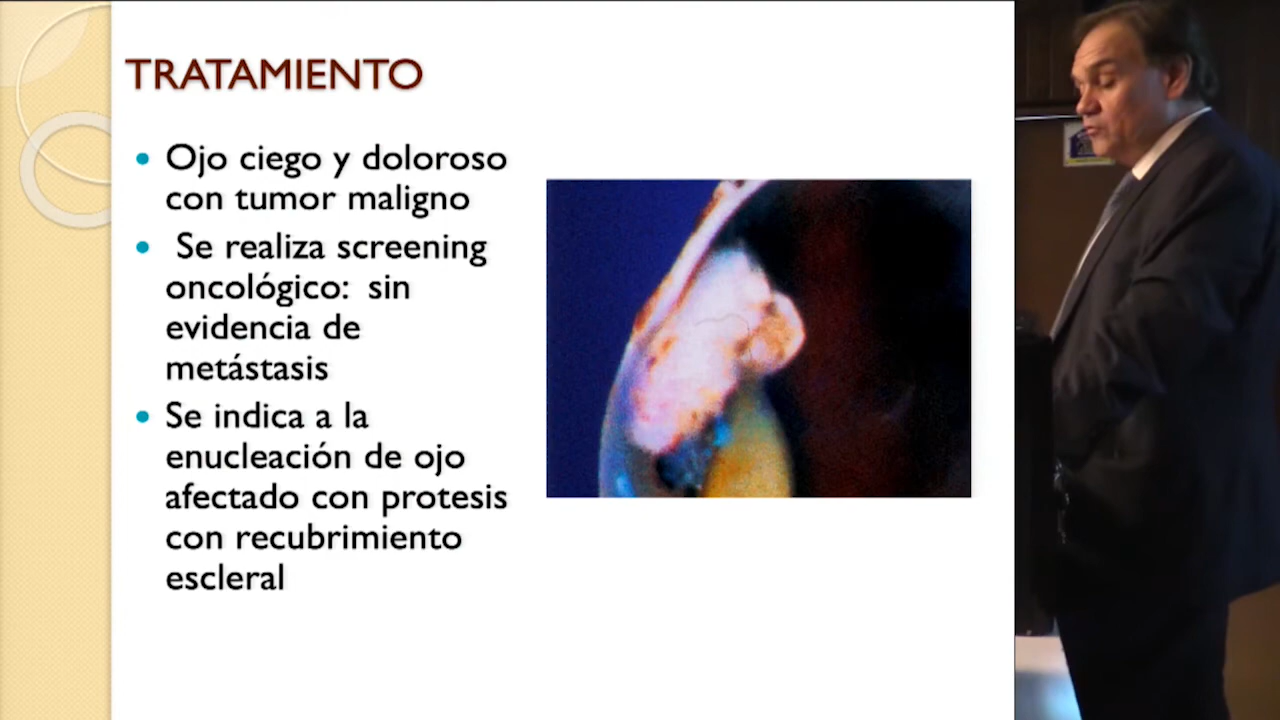 TRATAMIENTO
Ojo ciego y doloroso
con tumor maligno
Se realiza screening
oncológico: sin
evidencia de
metástasis
Se indica a la
enucleación de ojo
afectado con protesis
con recubrimiento
escleral